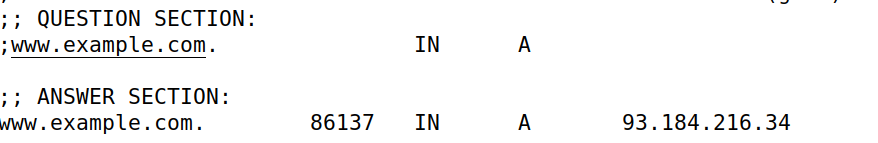 ;; QUESTION SECTION:
;www.example.com. IN A
;; ANSWER SECTION:
www.example.com. 86137 IN A 93.184.216.34